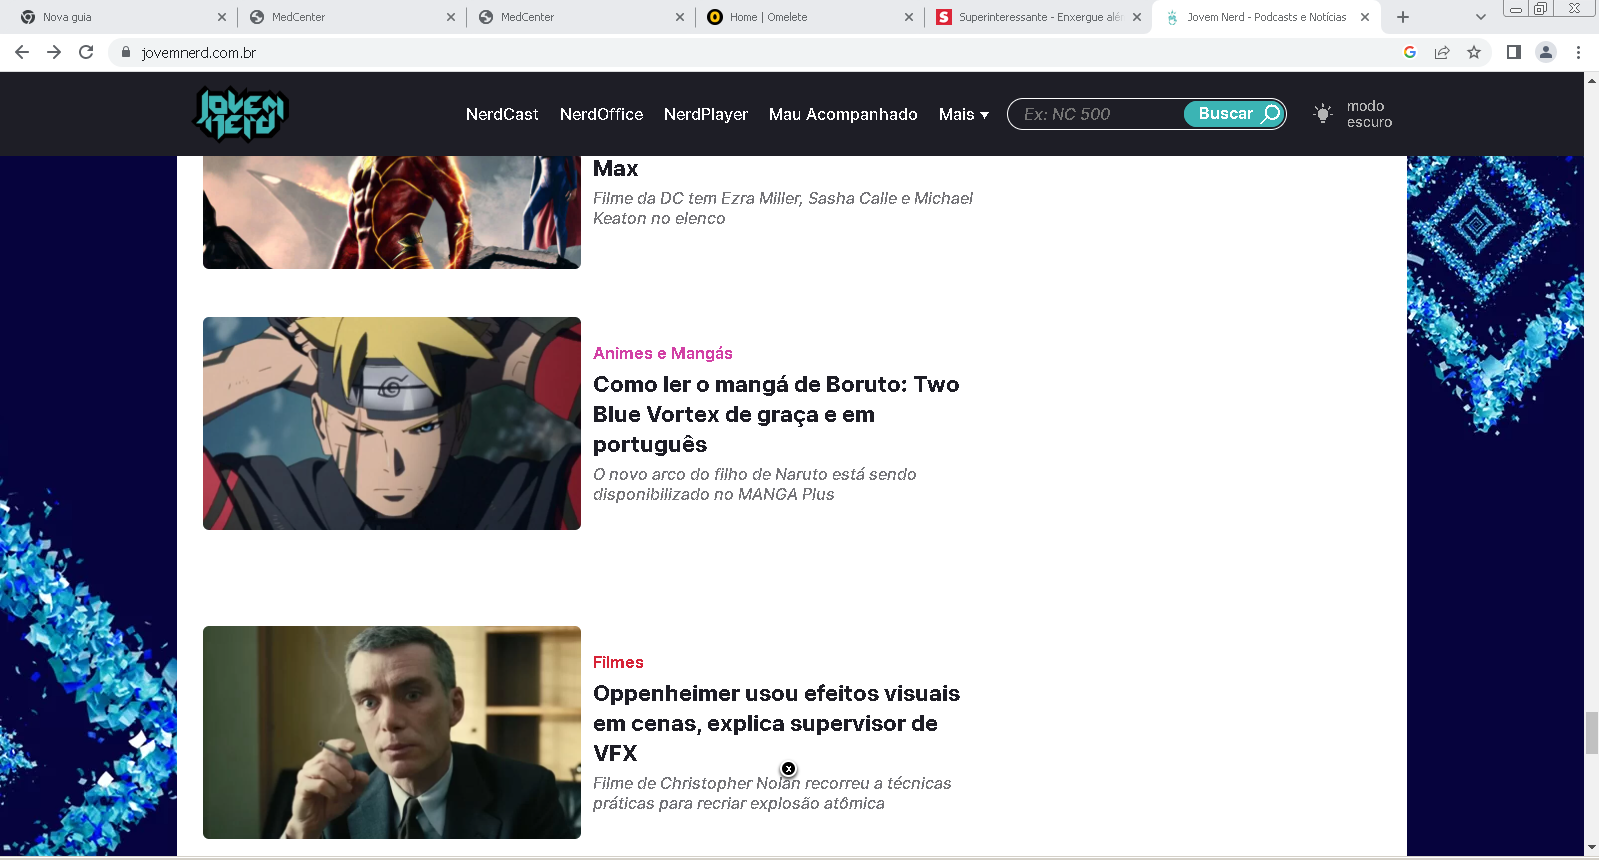 Nova guia
MedCenter
MedCenter
Home | Omelete
Superinteressante - Enxergue alé
Jovem Nerd - Podcasts e Notícias
jovemnerd.com.br
JOVEM
NERD
NerdCast
NerdOffice
NerdPlayer
Mau Acompanhado
Mais
Ex: NC 500
Buscar
modo
escuro
Max
Filme da DC tem Ezra Miller, Sasha Calle e Michael
Keaton no elenco
Animes e Mangás
Como ler o mangá de Boruto: Two
Blue Vortex de graça e em
português
O novo arco do filho de Naruto está sendo
disponibilizado no MANGA Plus
Filmes
Oppenheimer usou efeitos visuais
em cenas, explica supervisor de
VFX
Filme de Christopher Nolan recorreu a técnicas
práticas para recriar explosão atômica